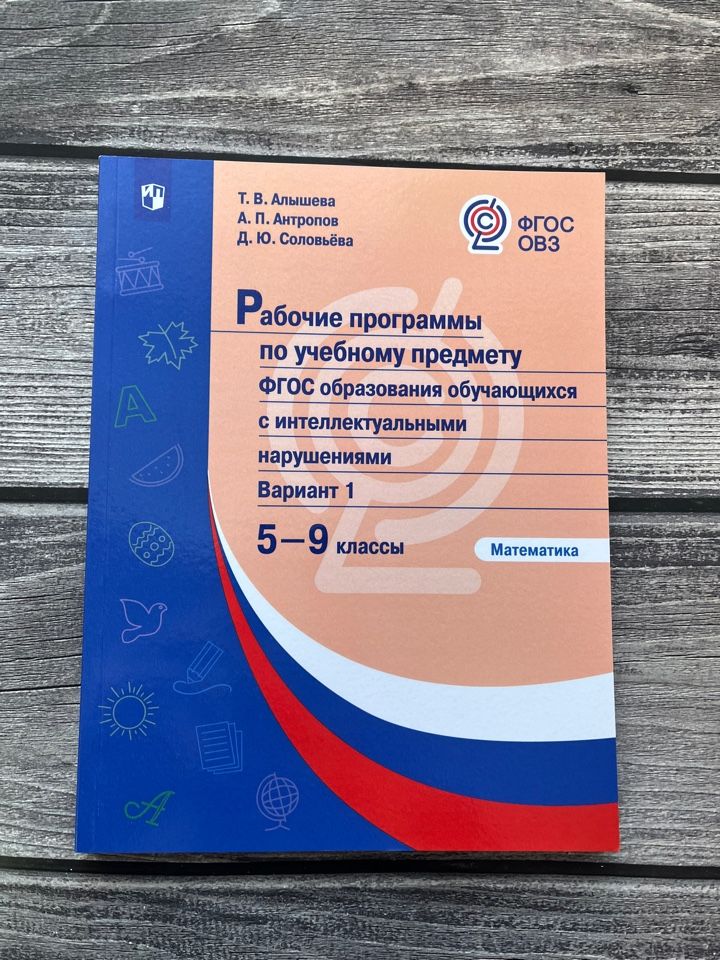 ИП
Т. В. Алышева
А. П. Антропов
Д. Ю. Соловьёва
ФГОС
ОВЗ
Рабочие программы
по учебному предмету
ФГОС образования обучающихся
с интеллектуальными
нарушениями
Вариант 1
5–9 классы
Математика
А
А